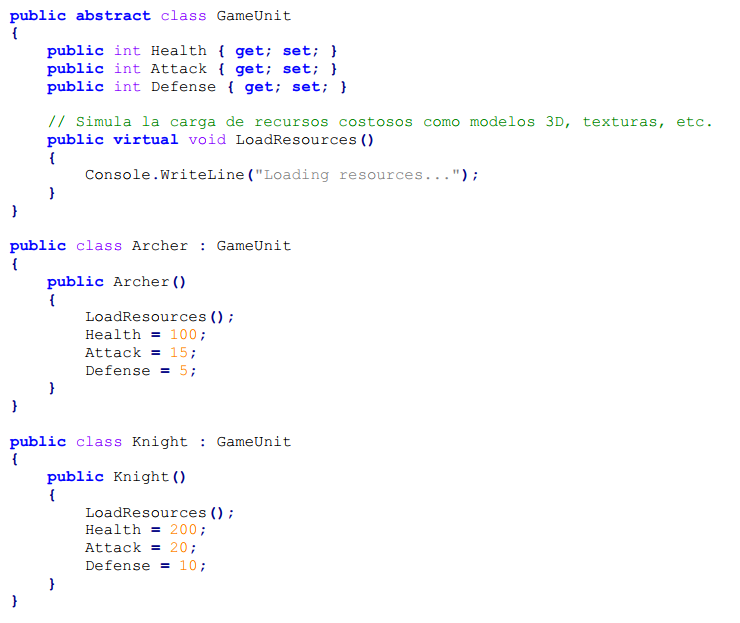 public abstract class GameUnit
{
    public int Health { get; set; }
    public int Attack { get; set; }
    public int Defense { get; set; }

    // Simula la carga de recursos costosos como modelos 3D, texturas, etc.
    public virtual void LoadResources()
    {
        Console.WriteLine("Loading resources...");
    }
}

public class Archer : GameUnit
{
    public Archer()
    {
        LoadResources();
        Health = 100;
        Attack = 15;
        Defense = 5;
    }
}

public class Knight : GameUnit
{
    public Knight()
    {
        LoadResources();
        Health = 200;
        Attack = 20;
        Defense = 10;
    }
}